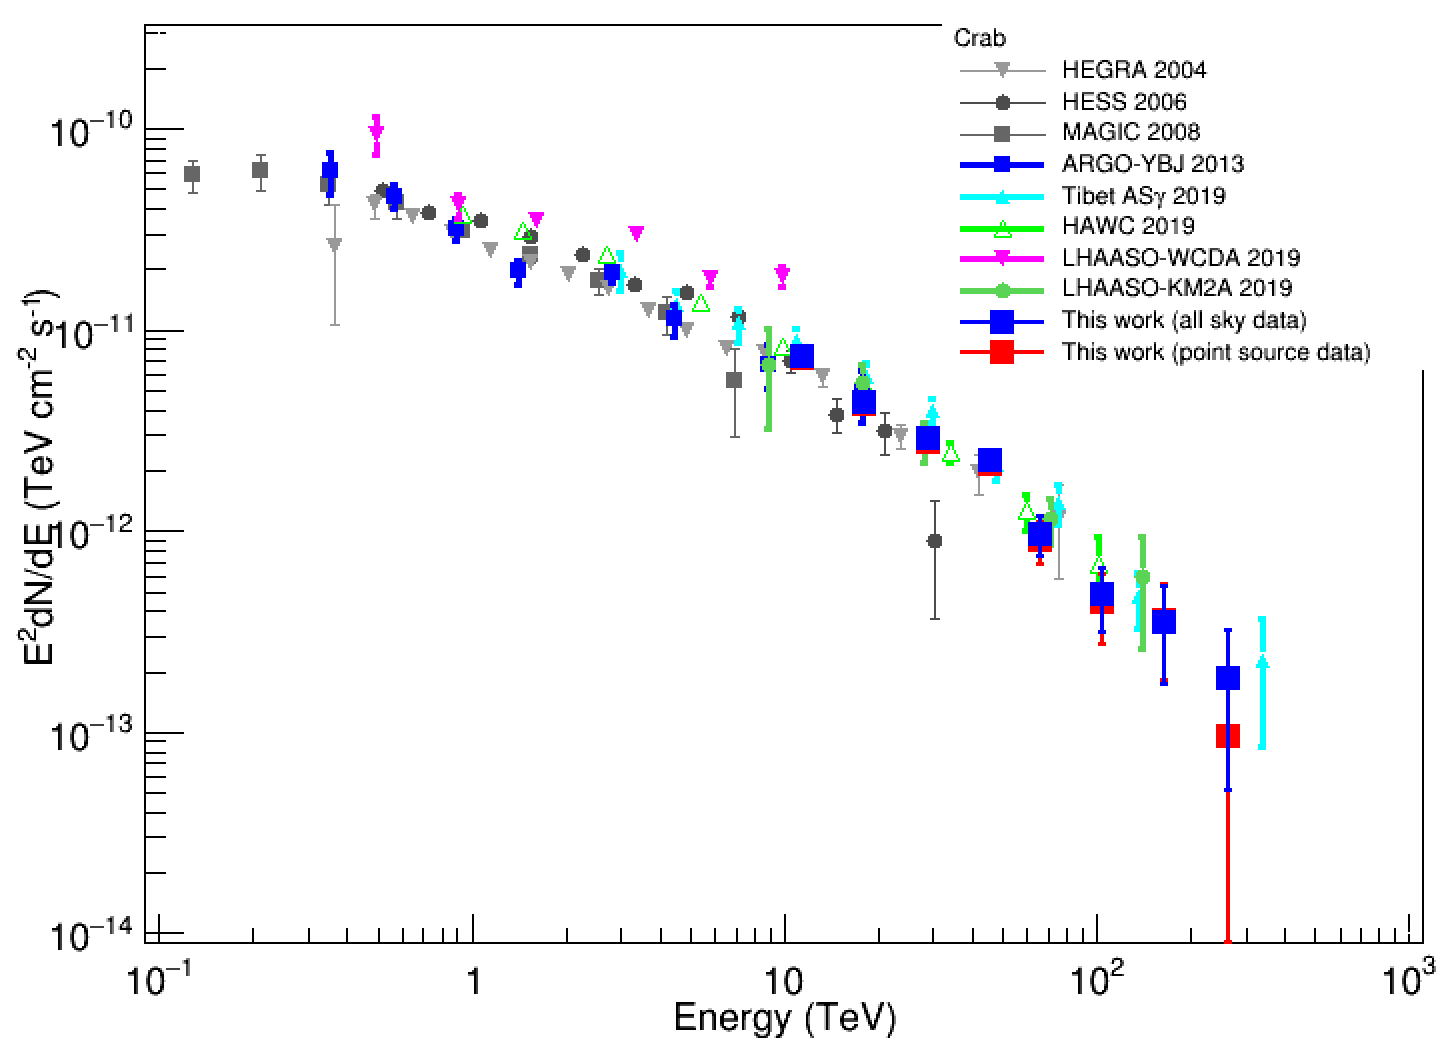 Crab
HEGRA 2004
HESS 2006
MAGIC 2008
ARGO-YBJ 2013
Tibet ASγ 2019
HAWC 2019
LHAASO-WCDA 2019
LHAASO-KM2A 2019
This work (all sky data)
This work (point source data)
E²dN/dE (TeV cm⁻² s⁻¹)
10⁻¹⁰
10⁻¹¹
10⁻¹²
10⁻¹³
10⁻¹⁴
10⁻¹ 1 10 10² 10³
Energy (TeV)